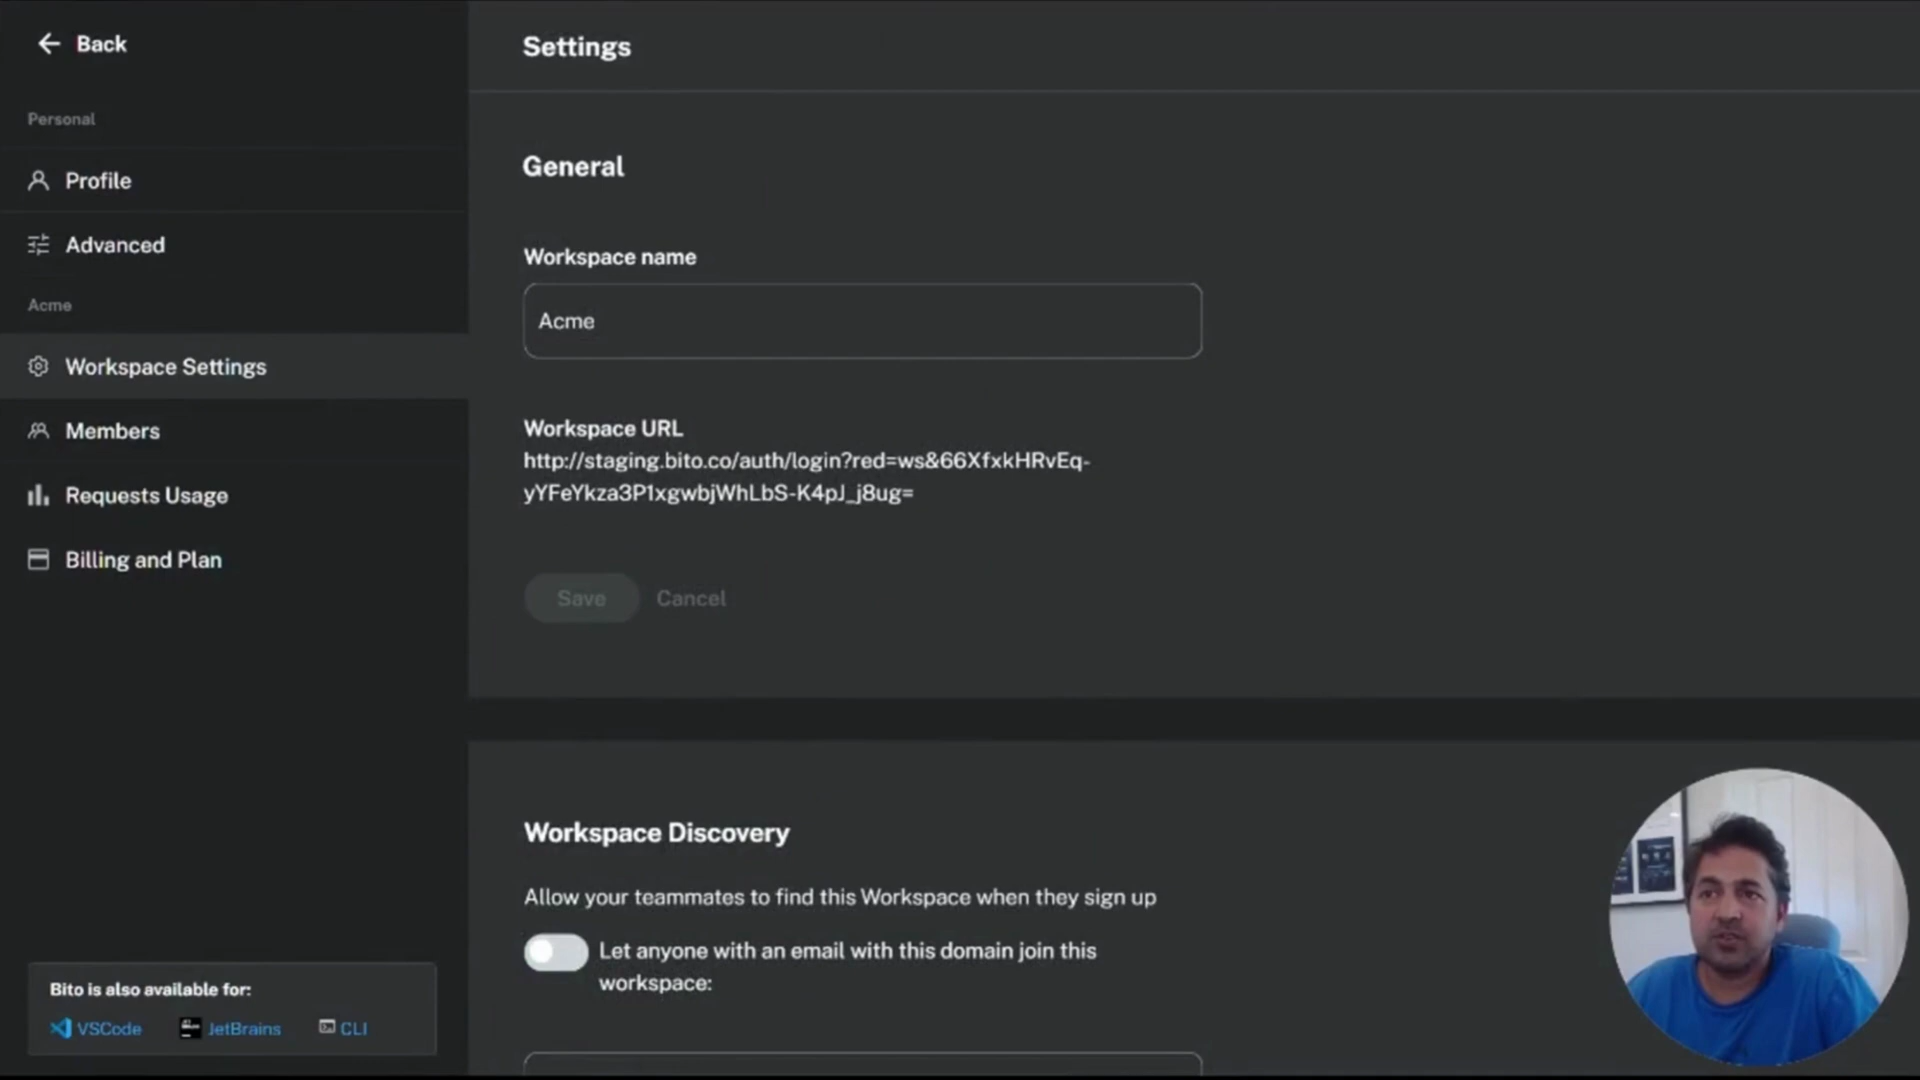 Back
Settings
Personal
Profile
Advanced
Acme
Workspace Settings
Members
Requests Usage
Billing and Plan
General
Workspace name
Acme
Workspace URL
http://staging.bito.co/auth/login?red=ws&66XfxkHRvEq-
yYFeYkza3P1xgwbjWhLbS-K4pJ_j8ug=
Save Cancel
Workspace Discovery
Allow your teammates to find this Workspace when they sign up
Let anyone with an email with this domain join this
workspace:
Bito is also available for:
VSCode JetBrains CLI